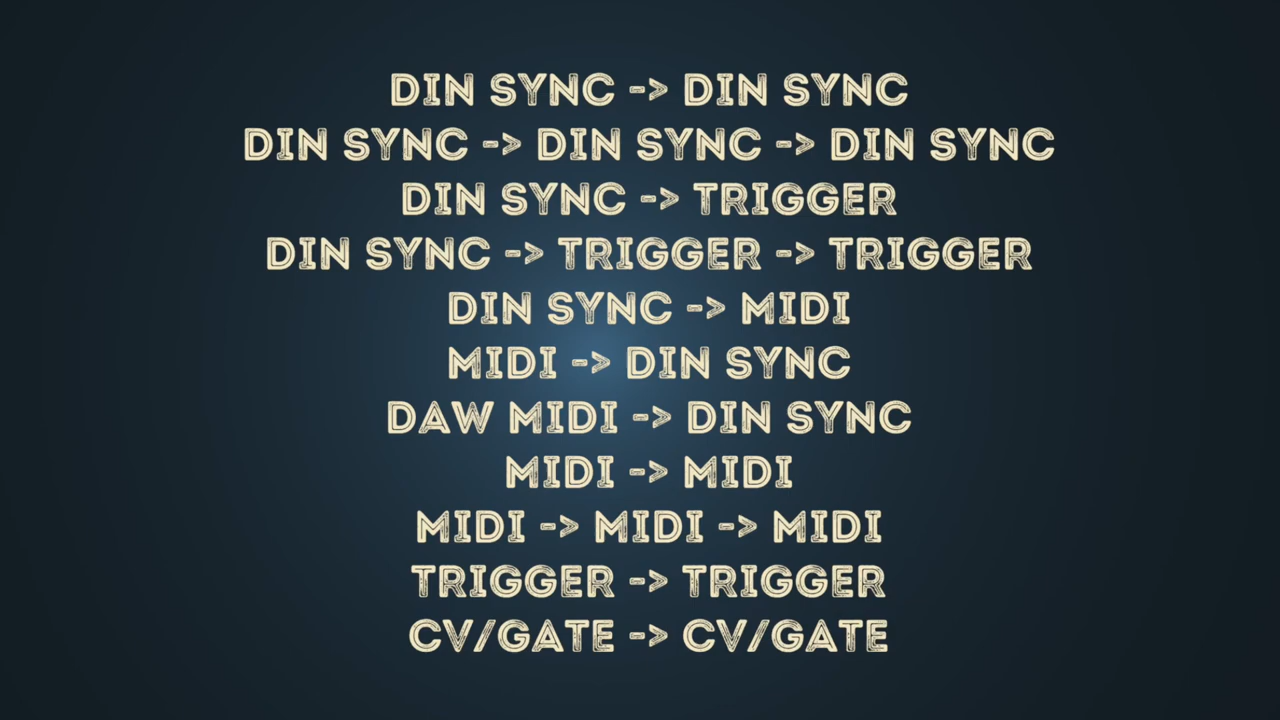 DIN SYNC -> DIN SYNC
DIN SYNC -> DIN SYNC -> DIN SYNC
DIN SYNC -> TRIGGER
DIN SYNC -> TRIGGER -> TRIGGER
DIN SYNC -> MIDI
MIDI -> DIN SYNC
DAW MIDI -> DIN SYNC
MIDI -> MIDI
MIDI -> MIDI -> MIDI
TRIGGER -> TRIGGER
CV/GATE -> CV/GATE